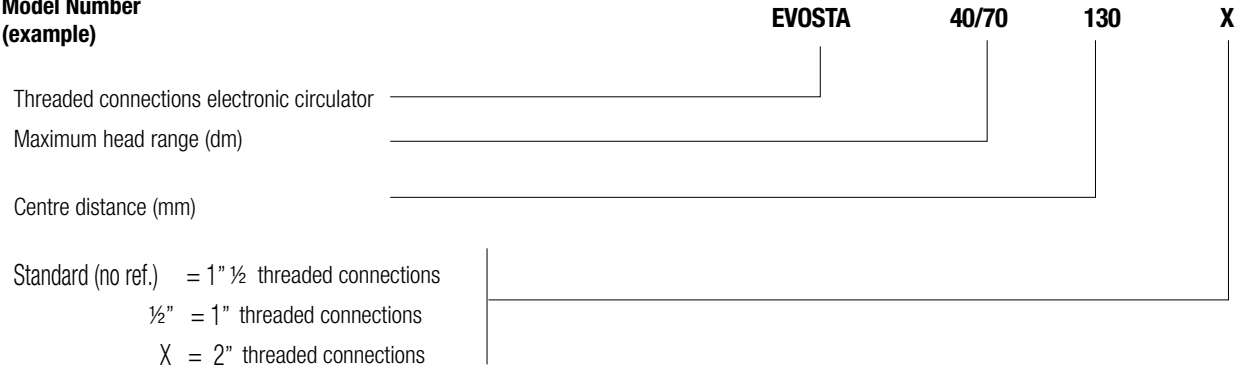 Model Number
(example)
EVOSTA 40/70 130 X
Threaded connections electronic circulator
Maximum head range (dm)
Centre distance (mm)
Standard (no ref.) = 1" ½ threaded connections
½" = 1" threaded connections
X = 2" threaded connections